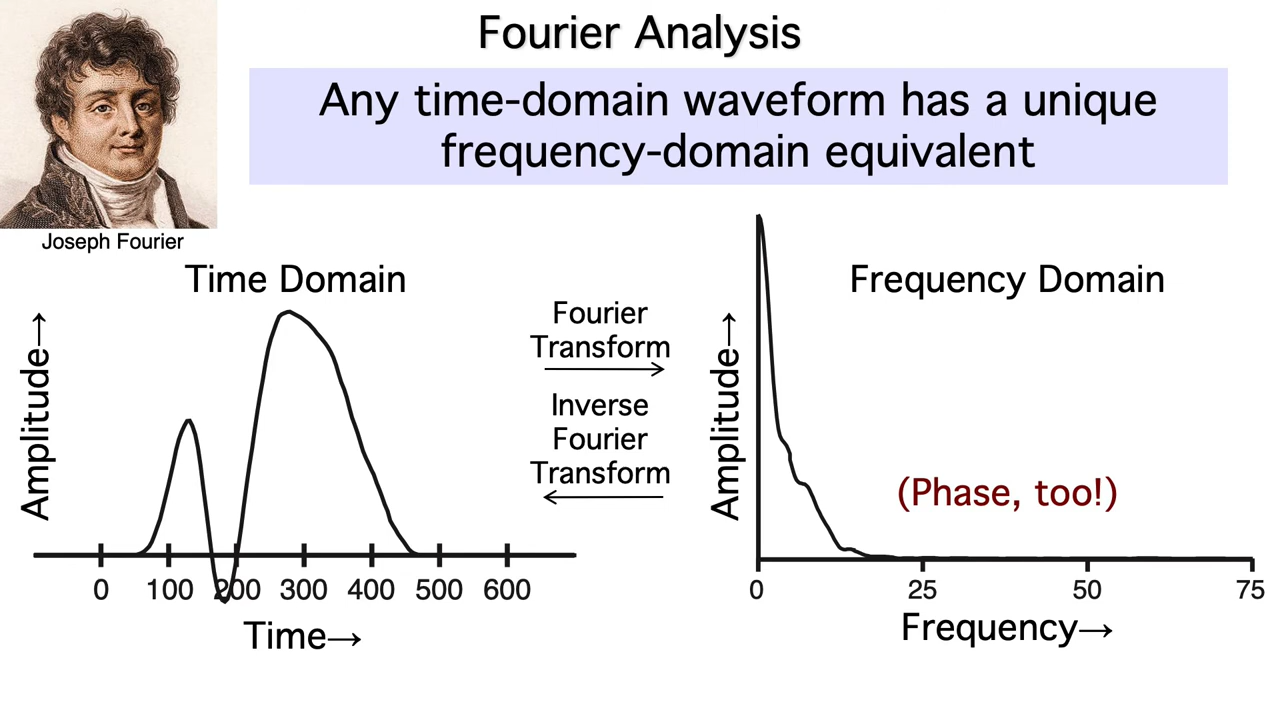 Fourier Analysis
Any time-domain waveform has a unique
frequency-domain equivalent
Joseph Fourier
Time Domain
Amplitude→
0 100 200 300 400 500 600
Time→
Fourier
Transform
Inverse
Fourier
Transform
Frequency Domain
Amplitude→
(Phase, too!)
0 25 50 75
Frequency→